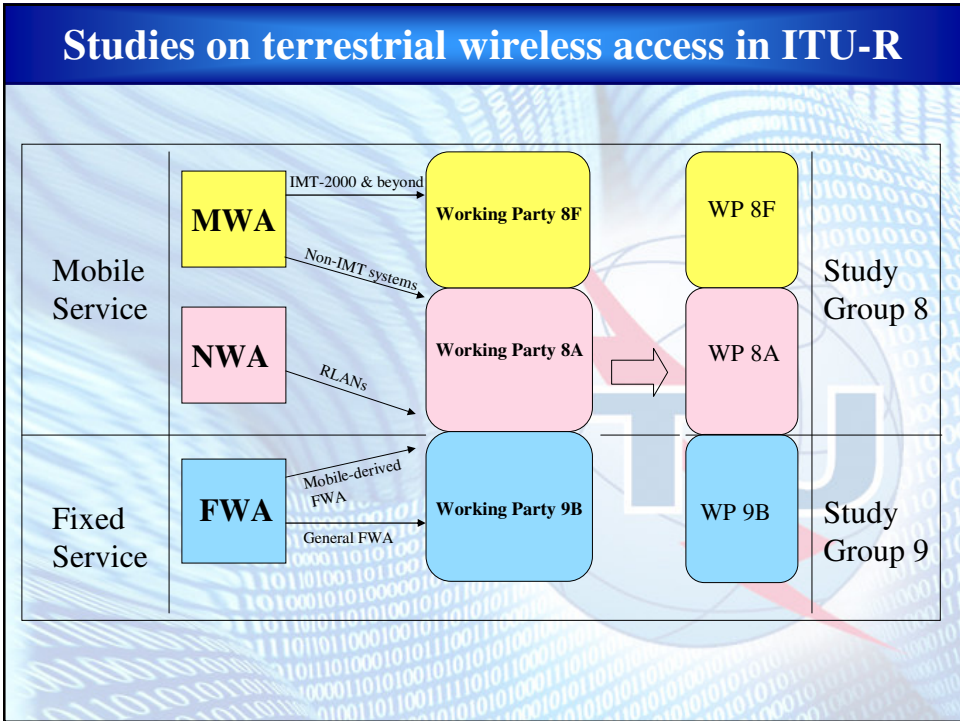 Studies on terrestrial wireless access in ITU-R
Mobile
Service
MWA
IMT-2000 & beyond
Non-IMT systems
NWA
RLANs
Working Party 8F
Working Party 8A
WP 8F
WP 8A
Study
Group 8
Fixed
Service
FWA
Mobile-derived
FWA
General FWA
Working Party 9B
WP 9B
Study
Group 9